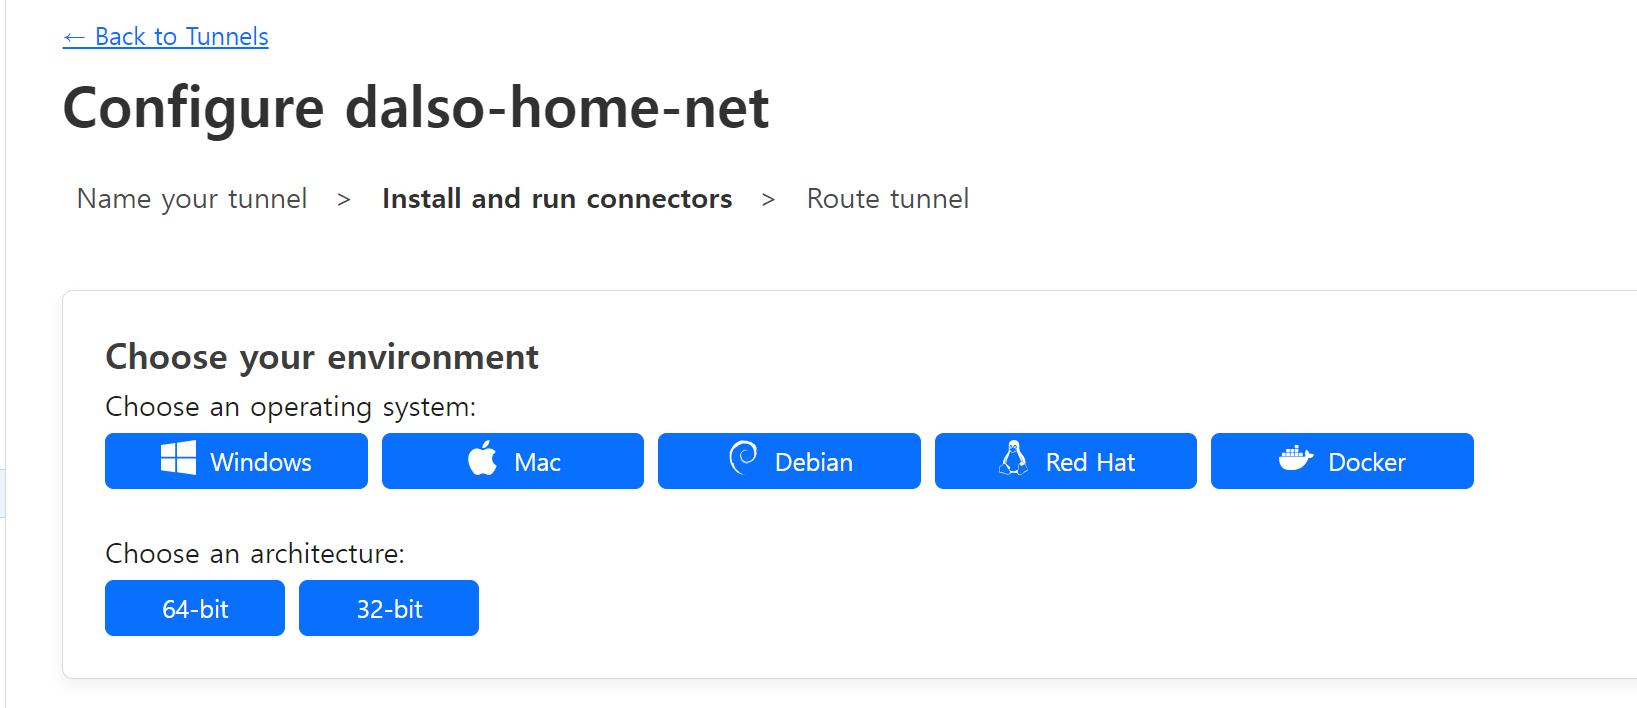 ← Back to Tunnels
Configure dalso-home-net
Name your tunnel > Install and run connectors > Route tunnel
Choose your environment
Choose an operating system:
Windows Mac Debian Red Hat Docker
Choose an architecture:
64-bit 32-bit